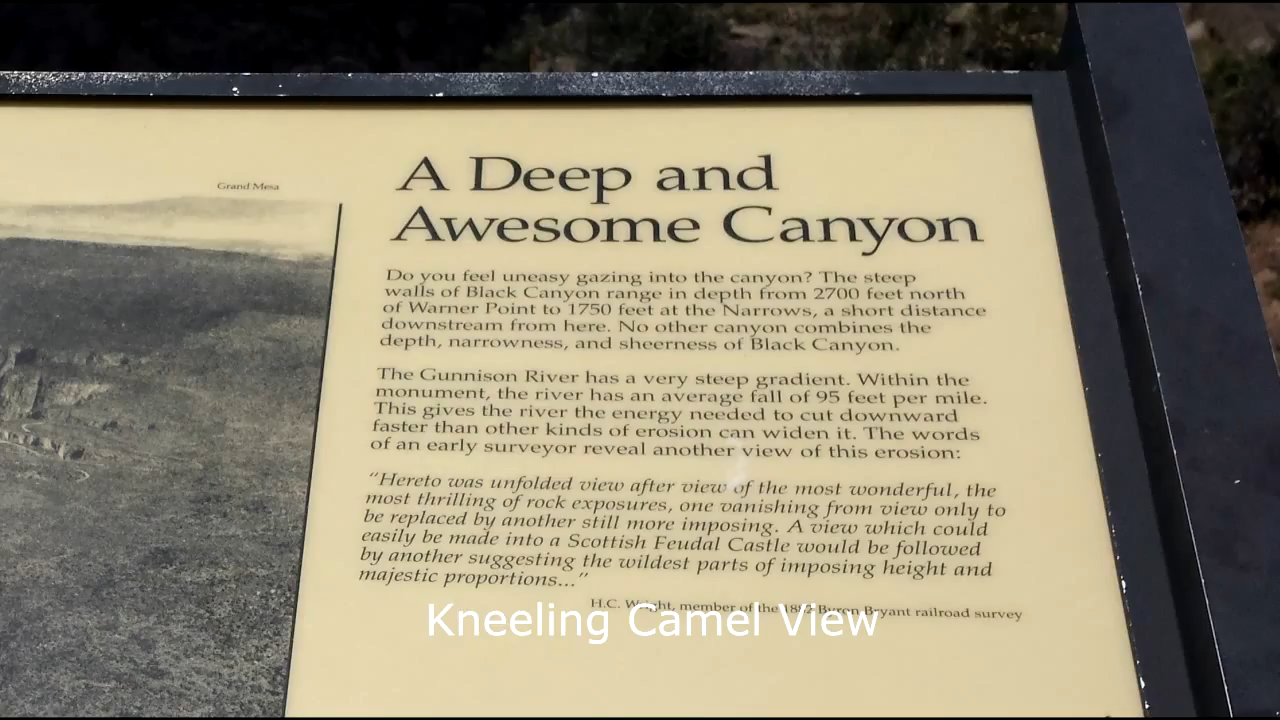 Grand Mesa
A Deep and
Awesome Canyon
Do you feel uneasy gazing into the canyon? The steep
walls of Black Canyon range in depth from 2700 feet north
of Warner Point to 1750 feet at the Narrows, a short distance
downstream from here. No other canyon combines the
depth, narrowness, and sheerness of Black Canyon.
The Gunnison River has a very steep gradient. Within the
monument, the river has an average fall of 95 feet per mile.
This gives the river the energy needed to cut downward
faster than other kinds of erosion can widen it. The words
of an early surveyor reveal another view of this erosion:
"Hereto was unfolded view after view of the most wonderful, the
most thrilling of rock exposures, one vanishing from view only to
be replaced by another still more imposing. A view which could
easily be made into a Scottish Feudal Castle would be followed
by another suggesting the wildest parts of imposing height and
majestic proportions..."
H.C. Wright, member of the 1882 Byron Bryant railroad survey
Kneeling Camel View